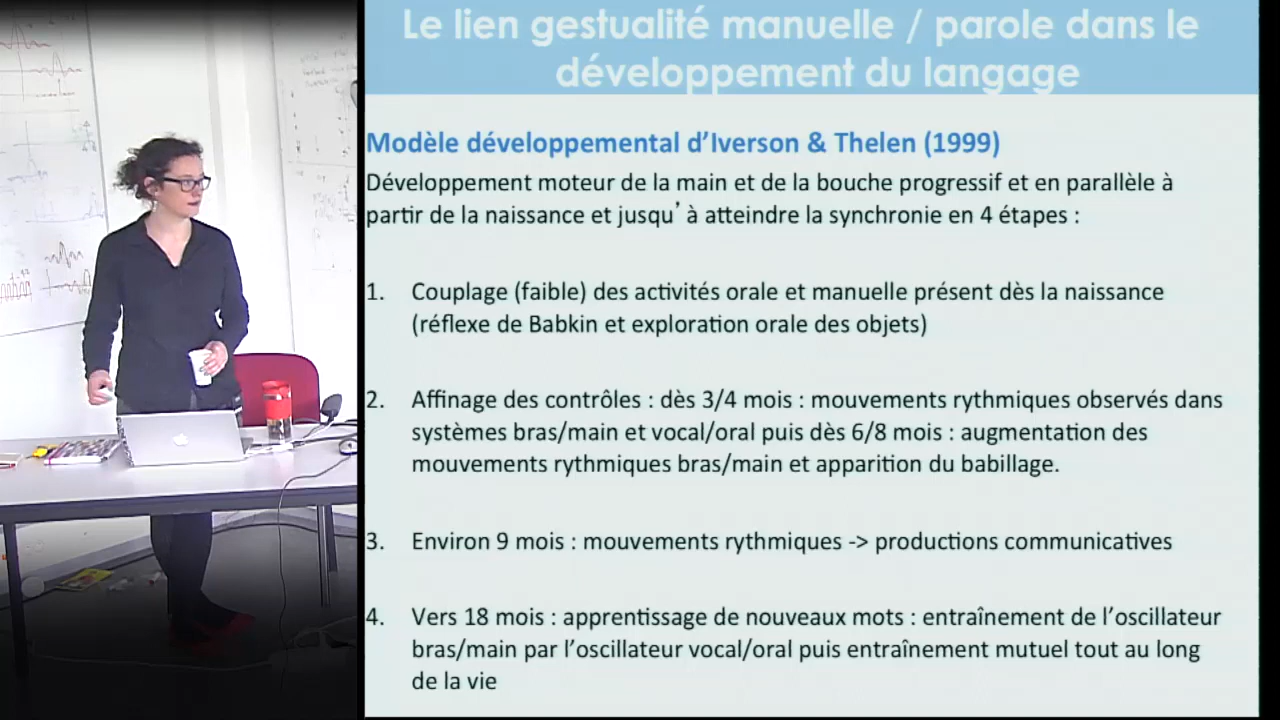 Le lien gestualité manuelle / parole dans le
développement du langage
Modèle développemental d’Iverson & Thelen (1999)
Développement moteur de la main et de la bouche progressif et en parallèle à
partir de la naissance et jusqu’ à atteindre la synchronie en 4 étapes :
1. Couplage (faible) des activités orale et manuelle présent dès la naissance
(réflexe de Babkin et exploration orale des objets)
2. Affinage des contrôles : dès 3/4 mois : mouvements rythmiques observés dans
systèmes bras/main et vocal/oral puis dès 6/8 mois : augmentation des
mouvements rythmiques bras/main et apparition du babillage.
3. Environ 9 mois : mouvements rythmiques -> productions communicatives
4. Vers 18 mois : apprentissage de nouveaux mots : entraînement de l’oscillateur
bras/main par l’oscillateur vocal/oral puis entraînement mutuel tout au long
de la vie